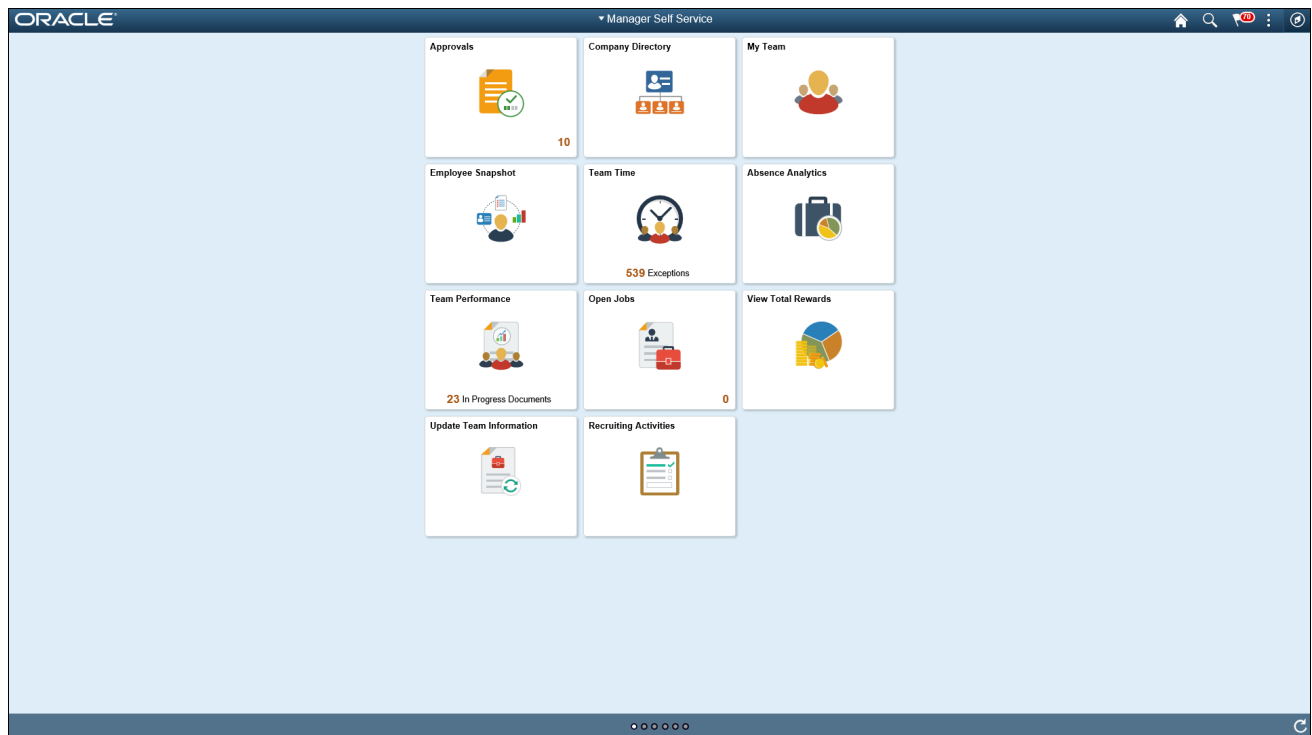 ORACLE
Manager Self Service
70
Approvals
10
Company Directory
My Team
Employee Snapshot
Team Time
539 Exceptions
Absence Analytics
Team Performance
23 In Progress Documents
Open Jobs
0
View Total Rewards
Update Team Information
Recruiting Activities